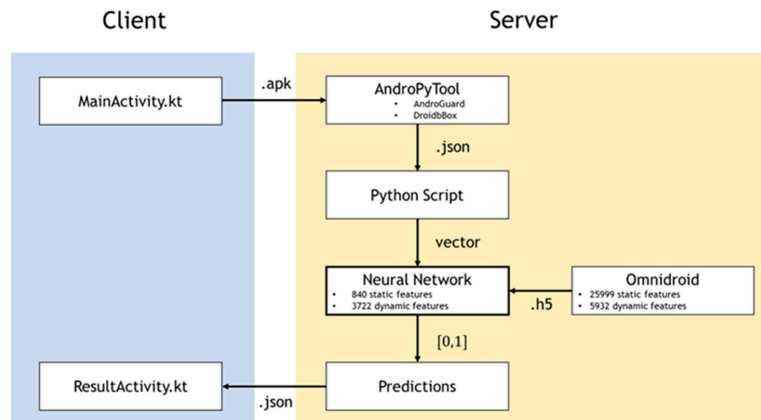 Client
Server
MainActivity.kt
.apk
AndroPyTool
• AndroGuard
• DroidbBox
.json
Python Script
vector
Neural Network
• 840 static features
• 3722 dynamic features
.h5
Omnidroid
• 25999 static features
• 5932 dynamic features
[0,1]
ResultActivity.kt
.json
Predictions